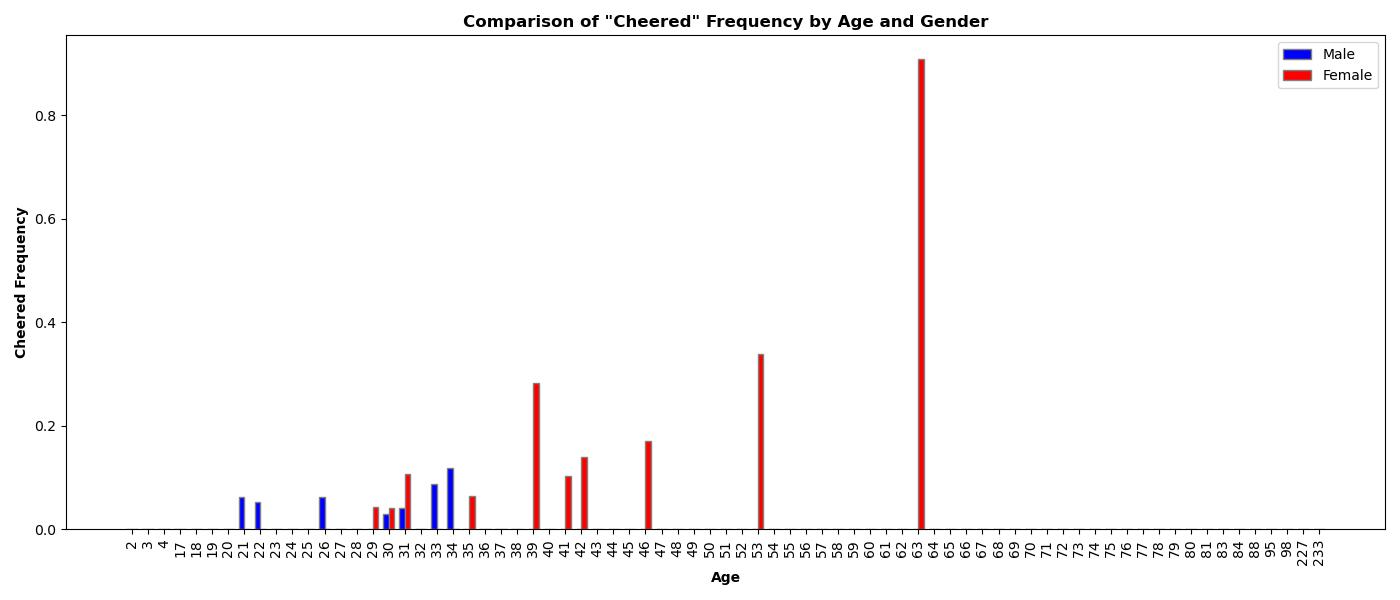 Comparison of "Cheered" Frequency by Age and Gender
Male
Female
Cheered Frequency
0.8
0.6
0.4
0.2
0.0
2 3 4 17 18 19 20 21 22 23 24 25 26 27 28 29 30 31 32 33 34 35 36 37 38 39 40 41 42 43 44 45 46 47 48 49 50 51 52 53 54 55 56 57 58 59 60 61 62 63 64 65 66 67 68 69 70 71 72 73 74 75 76 77 78 79 80 81 83 84 88 95 98 227 233
Age